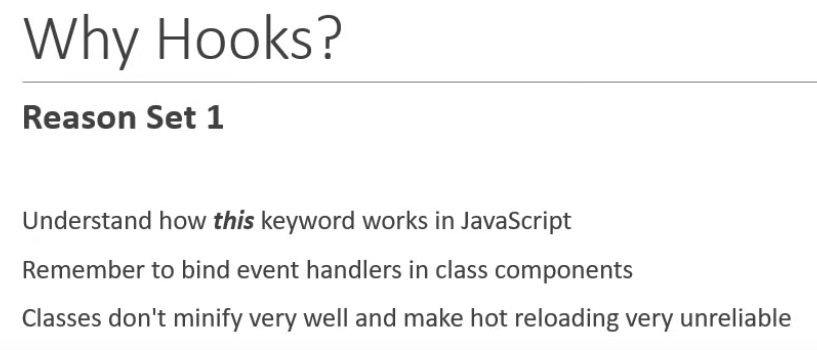 Why Hooks?
Reason Set 1
Understand how this keyword works in JavaScript
Remember to bind event handlers in class components
Classes don't minify very well and make hot reloading very unreliable